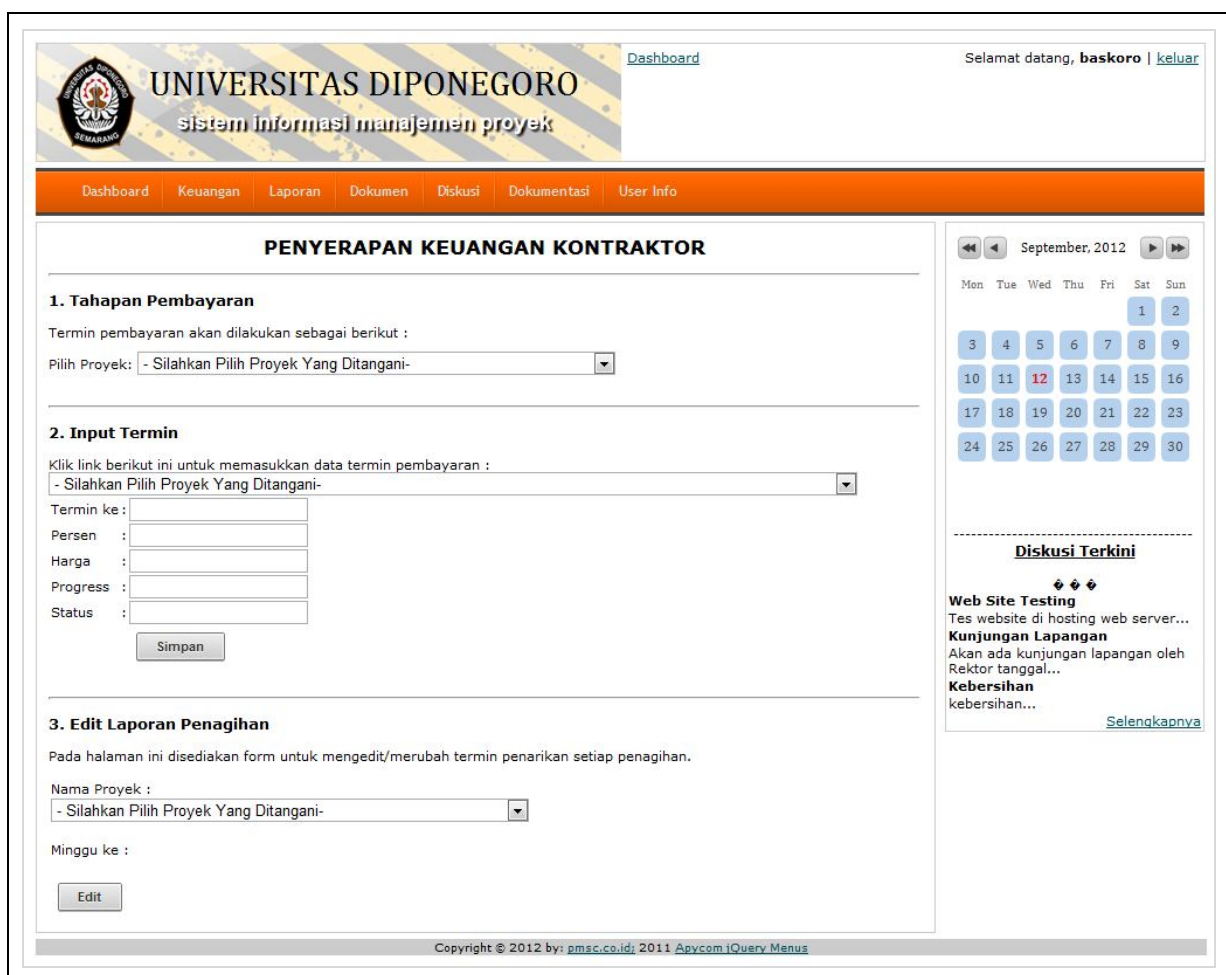 UNIVERSITAS DIPONEGORO
sistem informasi manajemen proyek
SEMARANG
Dashboard
Selamat datang, baskoro | keluar
Dashboard Keuangan Laporan Dokumen Diskusi Dokumentasi User Info
PENYERAPAN KEUANGAN KONTRAKTOR
1. Tahapan Pembayaran
Termin pembayaran akan dilakukan sebagai berikut :
Pilih Proyek: - Silahkan Pilih Proyek Yang Ditangani-
2. Input Termin
Klik link berikut ini untuk memasukkan data termin pembayaran :
- Silahkan Pilih Proyek Yang Ditangani-
Termin ke :
Persen :
Harga :
Progress :
Status :
Simpan
3. Edit Laporan Penagihan
Pada halaman ini disediakan form untuk mengedit/merubah termin penarikan setiap penagihan.
Nama Proyek :
- Silahkan Pilih Proyek Yang Ditangani-
Minggu ke :
Edit
September, 2012
Mon Tue Wed Thu Fri Sat Sun
1 2
3 4 5 6 7 8 9
10 11 12 13 14 15 16
17 18 19 20 21 22 23
24 25 26 27 28 29 30
Diskusi Terkini
� � �
Web Site Testing
Tes website di hosting web server...
Kunjungan Lapangan
Akan ada kunjungan lapangan oleh
Rektor tanggal...
Kebersihan
kebersihan...
Selengkapnya
Copyright © 2012 by: pmsc.co.id; 2011 Apycom jQuery Menus